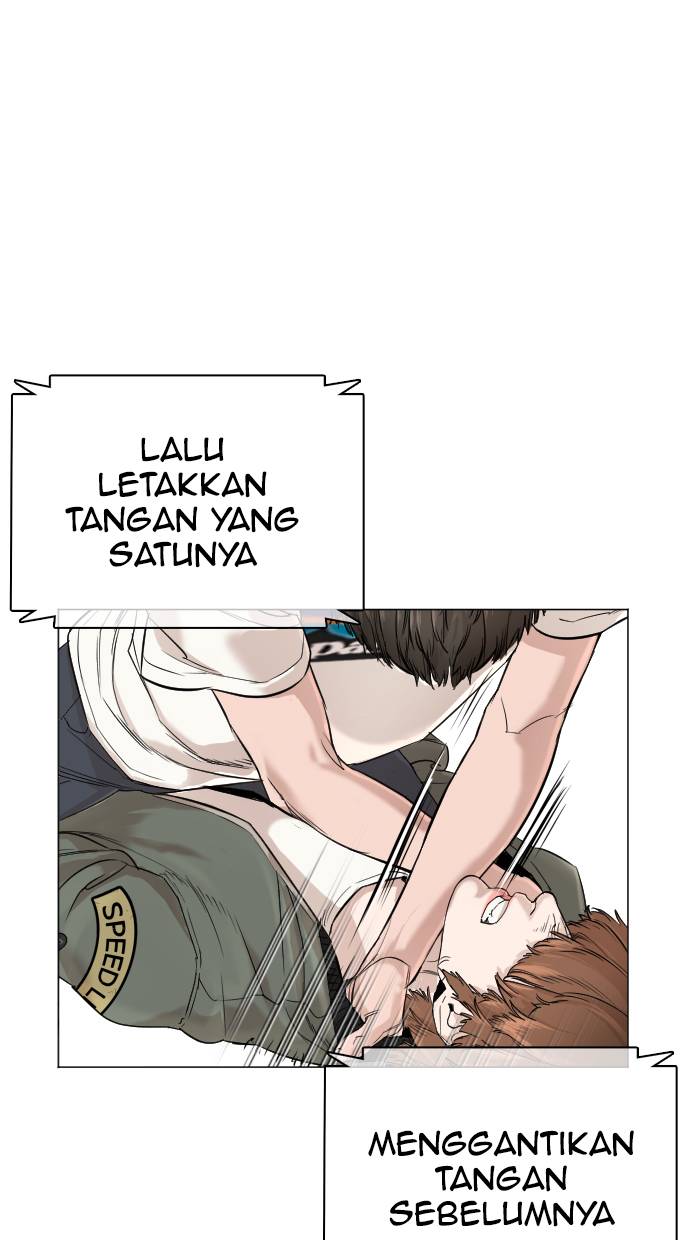 LALU
LETAKKAN
TANGAN YANG
SATUNYA
SPEED L
MENGGANTIKAN
TANGAN
SEBELUMNYA